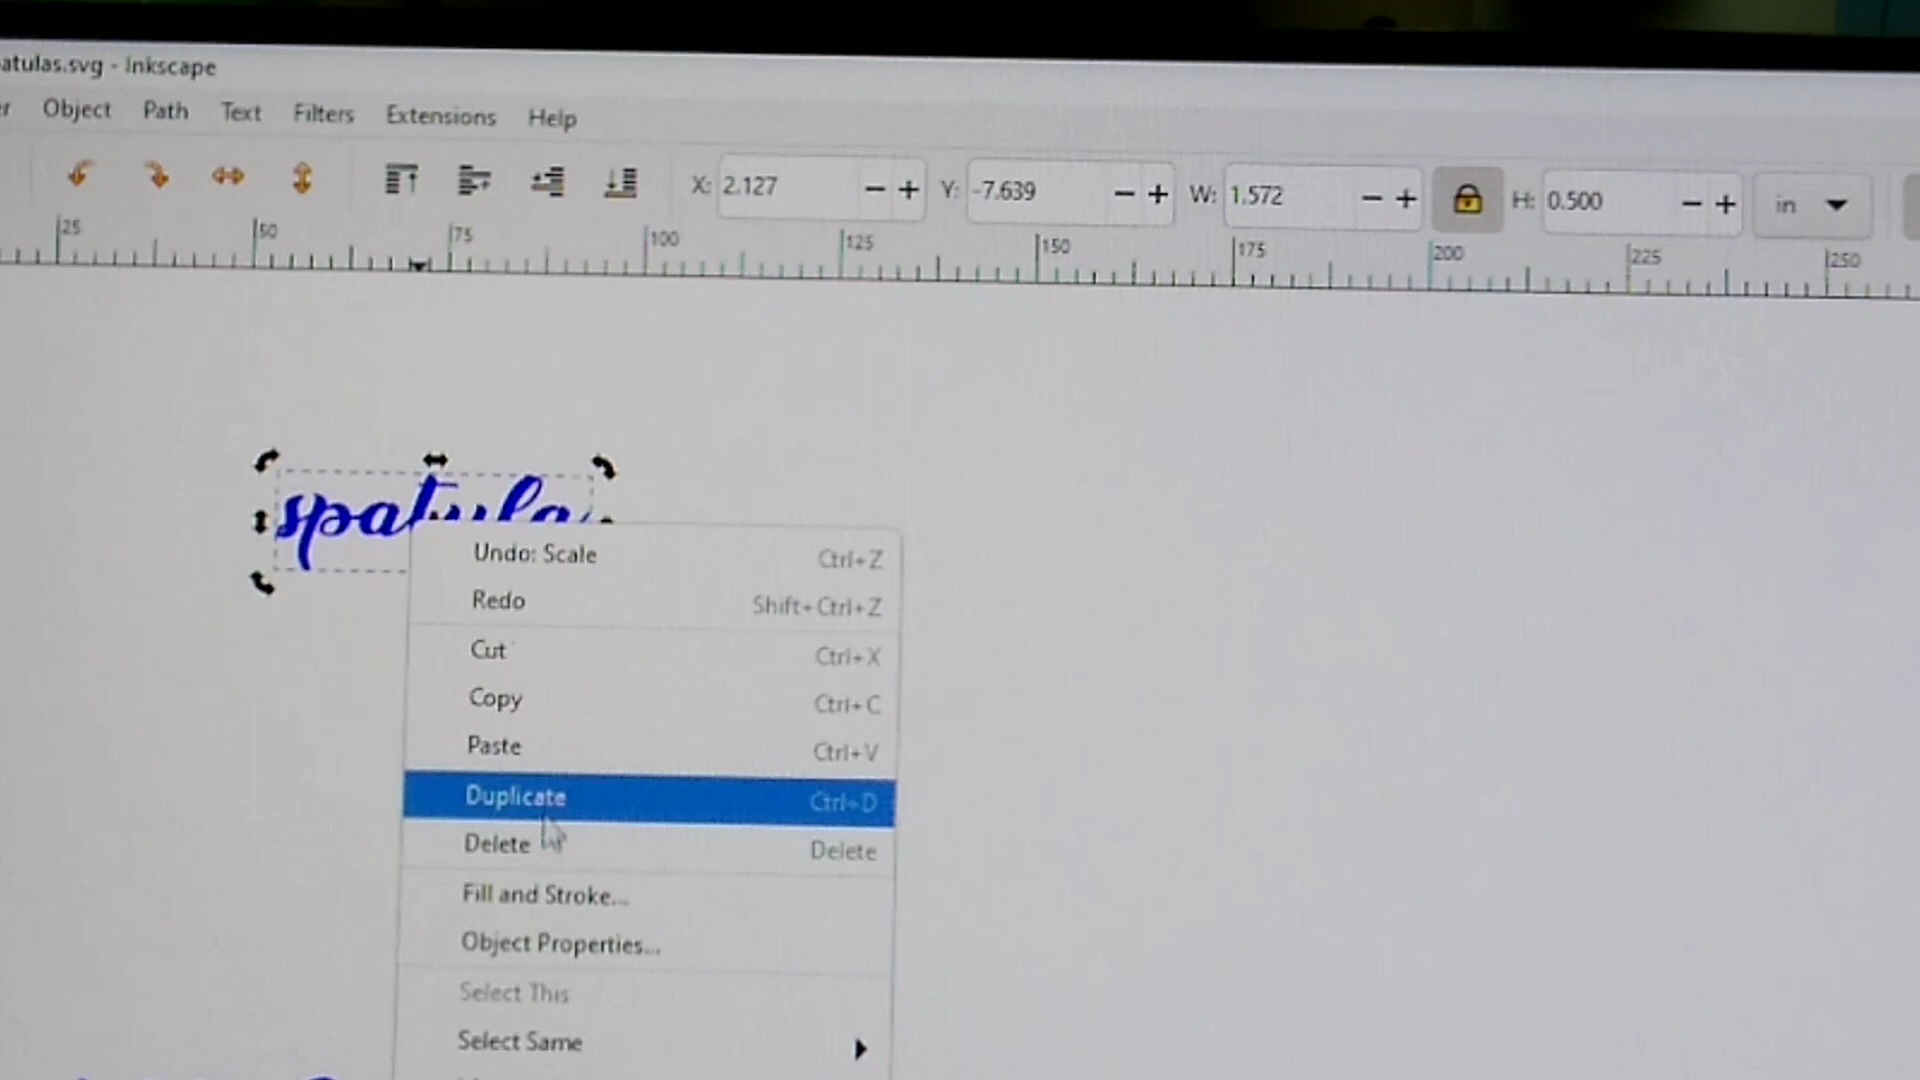 atulas.svg - Inkscape
Object Path Text Filters Extensions Help
X: 2.127 - + Y: -7.639 - + W: 1.572 - + H: 0.500 - + in
25 50 75 100 125 150 175 200 225 250
spatula
Undo: Scale Ctrl+Z
Redo Shift+Ctrl+Z
Cut Ctrl+X
Copy Ctrl+C
Paste Ctrl+V
Duplicate Ctrl+D
Delete Delete
Fill and Stroke...
Object Properties...
Select This
Select Same